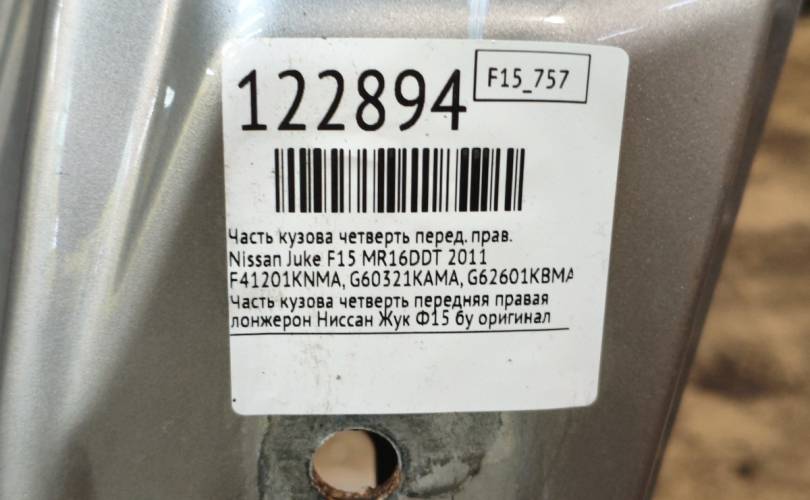 122894
F15_757
Часть кузова четверть перед. прав.
Nissan Juke F15 MR16DDT 2011
F41201KNMA, G60321KAMA, G62601KBMA
Часть кузова четверть передняя правая
лонжерон Ниссан Жук Ф15 бу оригинал